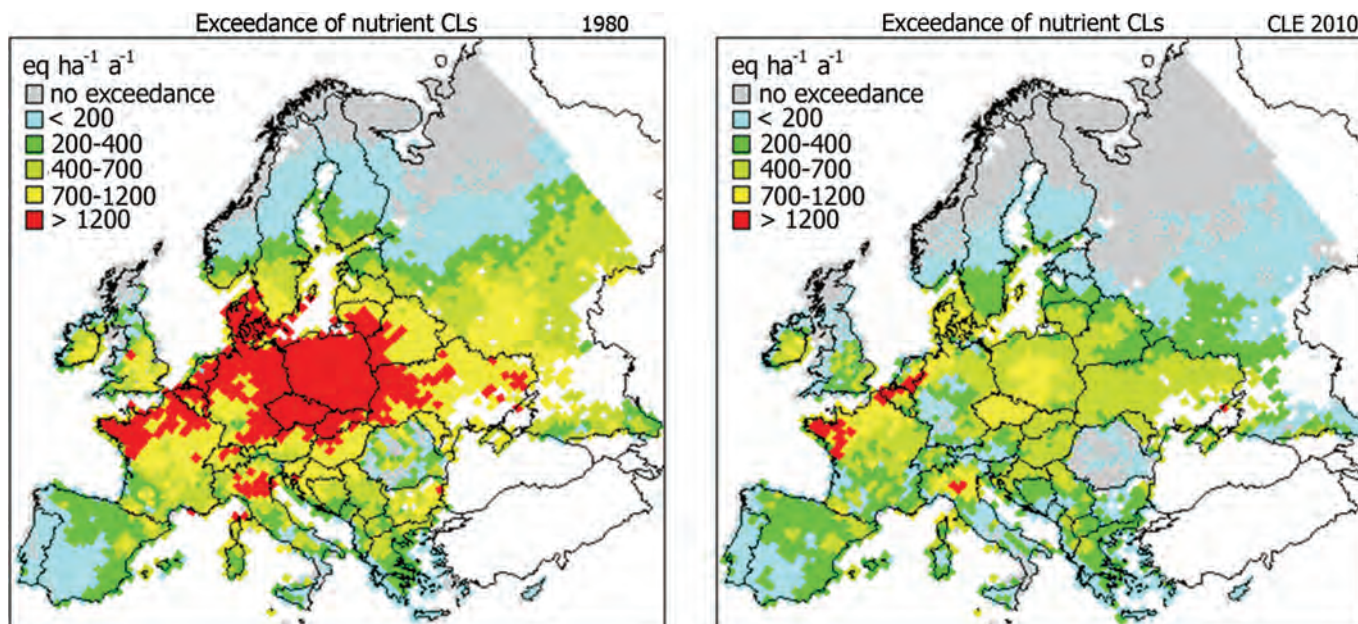 Exceedance of nutrient CLs 1980
eq ha⁻¹ a⁻¹
no exceedance
< 200
200-400
400-700
700-1200
> 1200
Exceedance of nutrient CLs CLE 2010
eq ha⁻¹ a⁻¹
no exceedance
< 200
200-400
400-700
700-1200
> 1200